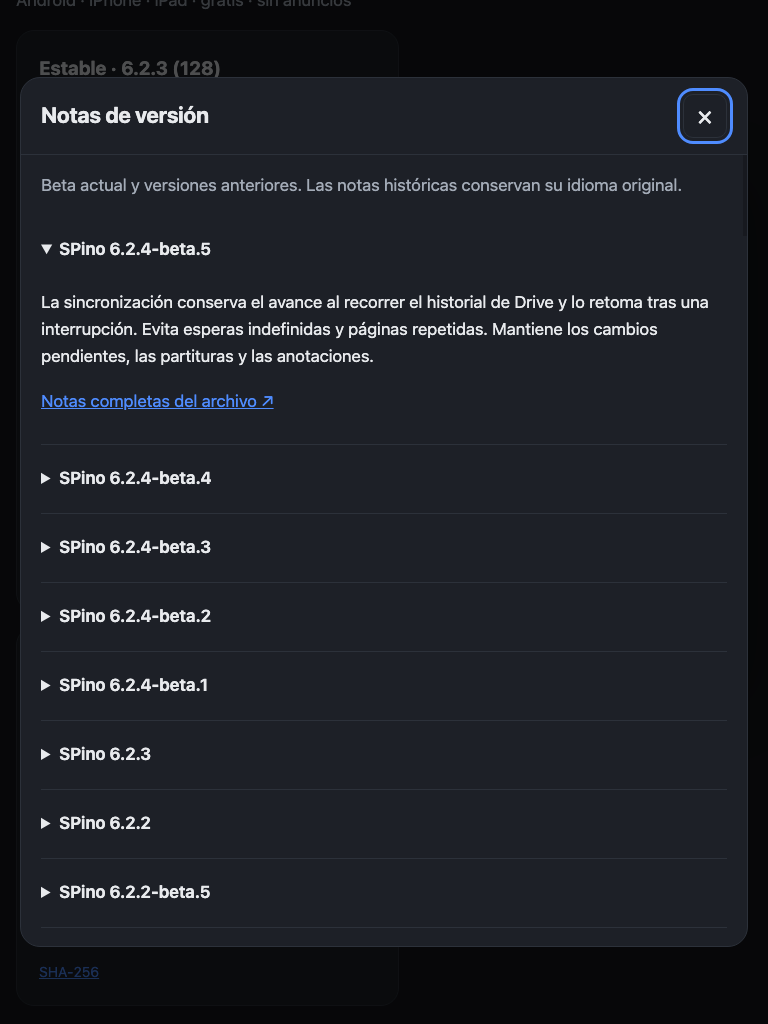 Android · iPhone · iPad · gratis · sin anuncios
Estable · 6.2.3 (128)
Notas de versión
×
Beta actual y versiones anteriores. Las notas históricas conservan su idioma original.
▼ SPino 6.2.4-beta.5
La sincronización conserva el avance al recorrer el historial de Drive y lo retoma tras una
interrupción. Evita esperas indefinidas y páginas repetidas. Mantiene los cambios
pendientes, las partituras y las anotaciones.
Notas completas del archivo ↗
▶ SPino 6.2.4-beta.4
▶ SPino 6.2.4-beta.3
▶ SPino 6.2.4-beta.2
▶ SPino 6.2.4-beta.1
▶ SPino 6.2.3
▶ SPino 6.2.2
▶ SPino 6.2.2-beta.5
SHA-256